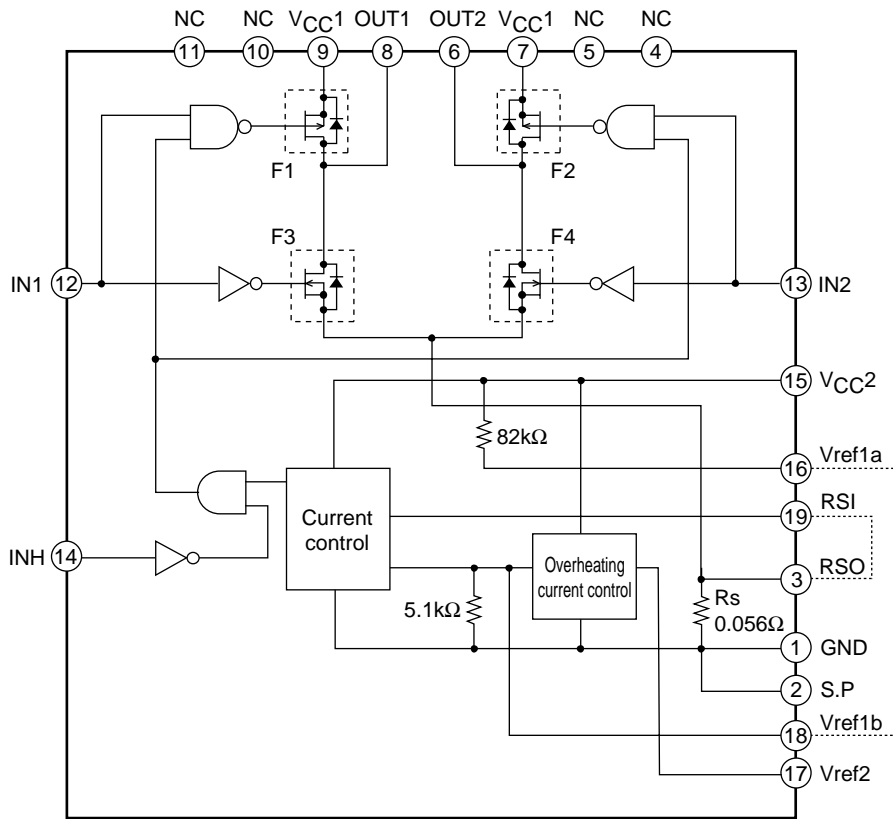 NC NC VCC1 OUT1 OUT2 VCC1 NC NC
11 10 9 8 6 7 5 4
F1 F2
F3 F4
IN1 12
13 IN2
15 VCC2
82kΩ
16 Vref1a
Current
control
19 RSI
INH 14
Overheating
current control
3 RSO
5.1kΩ
Rs
0.056Ω
1 GND
2 S.P
18 Vref1b
17 Vref2